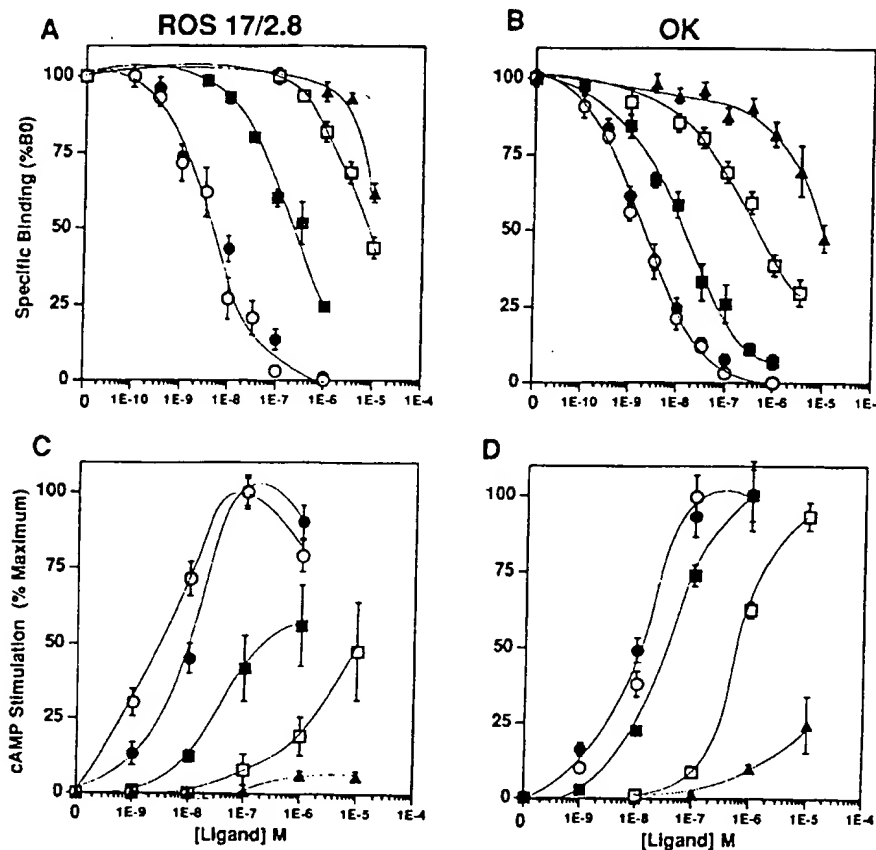 A
ROS 17/2.8
B
OK
Specific Binding (%B0)
100
75
50
25
0
0
1E-10
1E-9
1E-8
1E-7
1E-6
1E-5
1E-4
100
75
50
25
0
0
1E-10
1E-9
1E-8
1E-7
1E-6
1E-5
C
D
cAMP Stimulation (% Maximum)
100
75
50
25
0
0
1E-9
1E-8
1E-7
1E-6
1E-5
1E-4
[Ligand] M
100
75
50
25
0
0
1E-9
1E-8
1E-7
1E-6
1E-5
1E-4
[Ligand] M